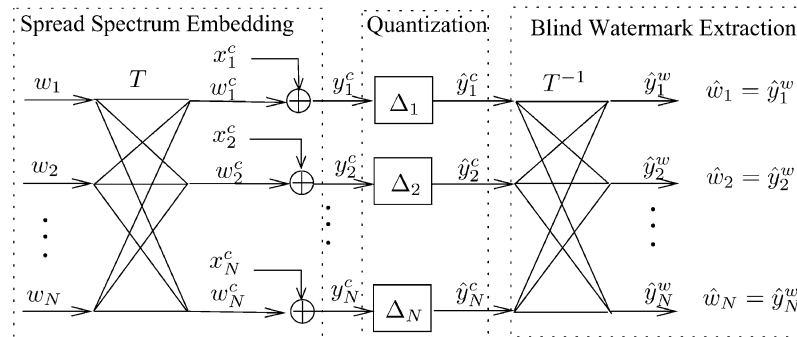 Spread Spectrum Embedding Quantization Blind Watermark Extraction
x_1^c
w_1 T w_1^c y_1^c Δ_1 ŷ_1^c T^{-1} ŷ_1^w ŵ_1 = ŷ_1^w
x_2^c
w_2 w_2^c y_2^c Δ_2 ŷ_2^c ŷ_2^w ŵ_2 = ŷ_2^w
x_N^c
w_N w_N^c y_N^c Δ_N ŷ_N^c ŷ_N^w ŵ_N = ŷ_N^w